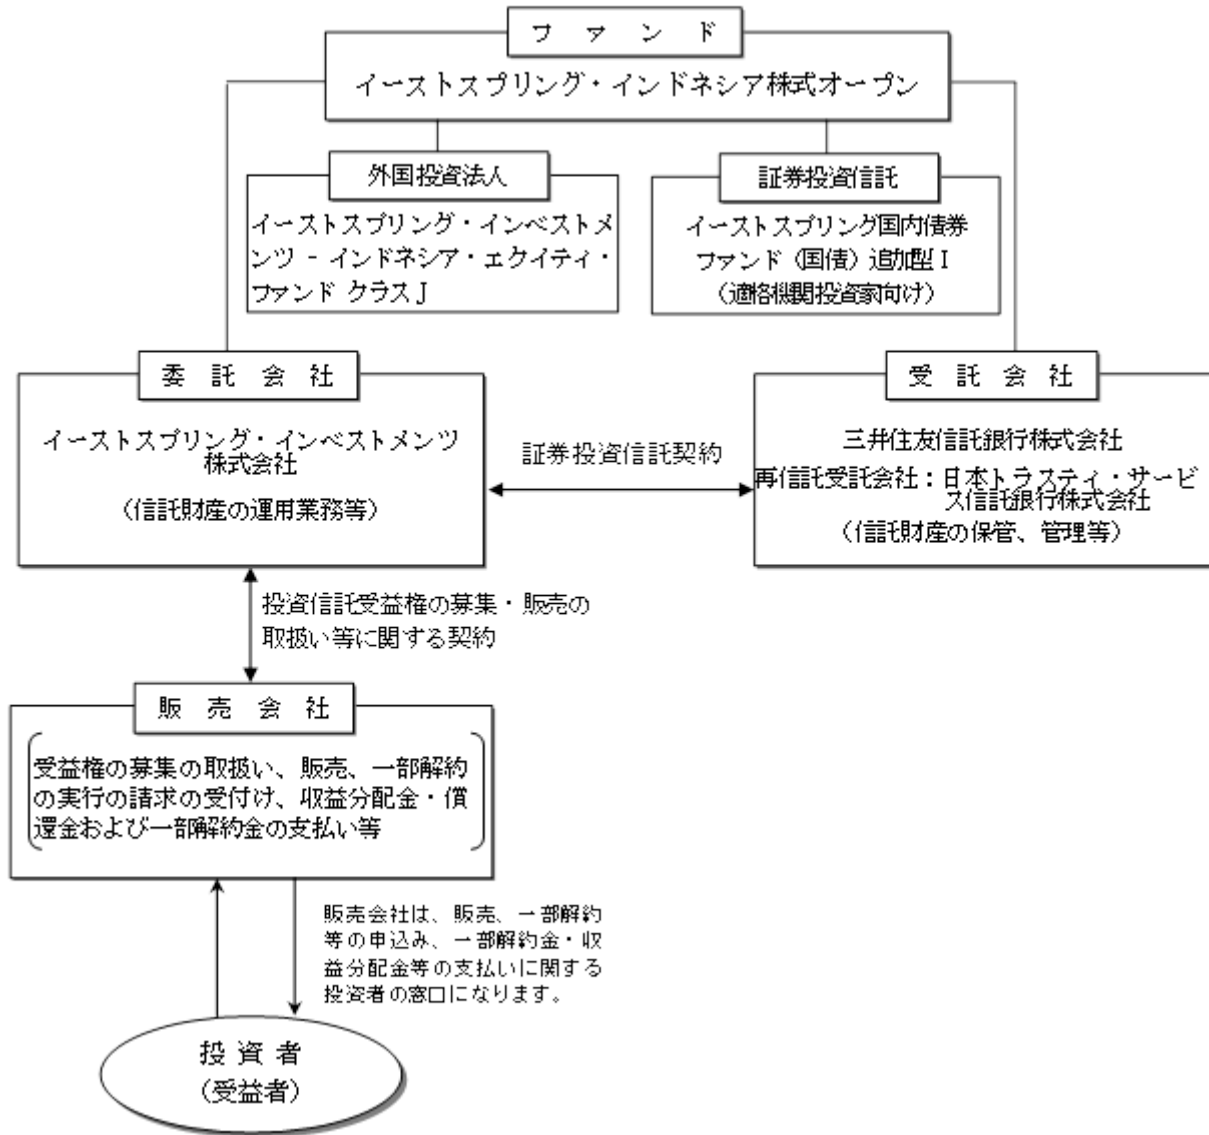 ファンド
イーストスプリング・インドネシア株式オープン
外国投資法人
イーストスプリング・インベストメ
ンツ - インドネシア・エクイティ・
ファンド クラスJ
証券投資信託
イーストスプリング国内債券
ファンド（国債）追加型Ⅰ
（適格機関投資家向け）
委託会社
イーストスプリング・インベストメンツ
株式会社
（信託財産の運用業務等）
証券投資信託契約
受託会社
三井住友信託銀行株式会社
再信託受託会社：日本トラスティ・サービ
ス信託銀行株式会社
（信託財産の保管、管理等）
投資信託受益権の募集・販売の
取扱い等に関する契約
販売会社
受益権の募集の取扱い、販売、一部解約
の実行の請求の受付け、収益分配金・償
還金および一部解約金の支払い等
販売会社は、販売、一部解約
等の申込み、一部解約金・収
益分配金等の支払いに関する
投資者の窓口になります。
投資者
（受益者）